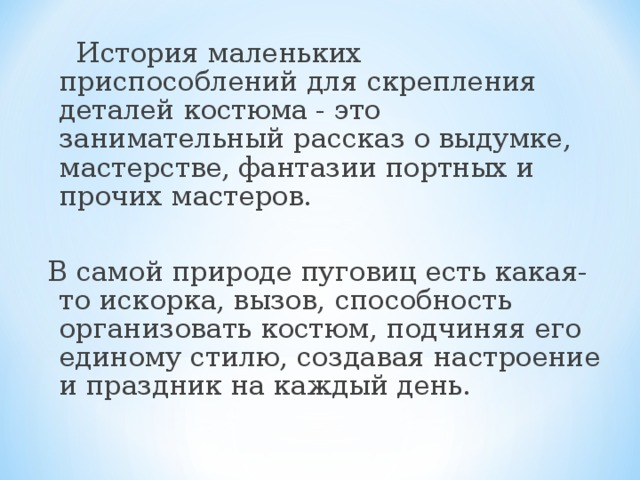 История маленьких
приспособлений для скрепления
деталей костюма - это
занимательный рассказ о выдумке,
мастерстве, фантазии портных и
прочих мастеров.
В самой природе пуговиц есть какая-
то искорка, вызов, способность
организовать костюм, подчиняя его
единому стилю, создавая настроение
и праздник на каждый день.